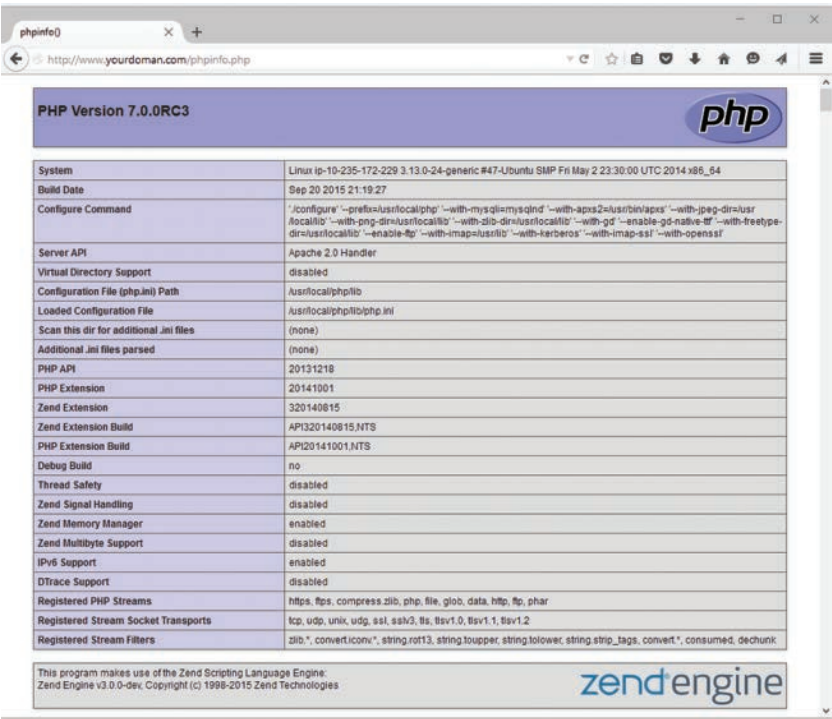 phpinfo()
http://www.yourdoman.com/phpinfo.php
PHP Version 7.0.0RC3
php
System Linux ip-10-235-172-229 3.13.0-24-generic #47-Ubuntu SMP Fri May 2 23:30:00 UTC 2014 x86_64
Build Date Sep 20 2015 21:19:27
Configure Command './configure' '--prefix=/usr/local/php' '--with-mysqli=mysqlnd' '--with-apxs2=/usr/bin/apxs' '--with-jpeg-dir=/usr
/local/lib' '--with-png-dir=/usr/local/lib' '--with-zlib-dir=/usr/local/lib' '--with-gd' '--enable-gd-native-ttf' '--with-freetype-
dir=/usr/local/lib' '--enable-ftp' '--with-imap=/usr/lib' '--with-kerberos' '--with-imap-ssl' '--with-openssl'
Server API Apache 2.0 Handler
Virtual Directory Support disabled
Configuration File (php.ini) Path /usr/local/php/lib
Loaded Configuration File /usr/local/php/lib/php.ini
Scan this dir for additional .ini files (none)
Additional .ini files parsed (none)
PHP API 20131218
PHP Extension 20141001
Zend Extension 320140815
Zend Extension Build API320140815,NTS
PHP Extension Build API20141001,NTS
Debug Build no
Thread Safety disabled
Zend Signal Handling disabled
Zend Memory Manager enabled
Zend Multibyte Support disabled
IPv6 Support enabled
DTrace Support disabled
Registered PHP Streams https, ftps, compress.zlib, php, file, glob, data, http, ftp, phar
Registered Stream Socket Transports tcp, udp, unix, udg, ssl, sslv3, tls, tlsv1.0, tlsv1.1, tlsv1.2
Registered Stream Filters zlib.*, convert.iconv.*, string.rot13, string.toupper, string.tolower, string.strip_tags, convert.*, consumed, dechunk
This program makes use of the Zend Scripting Language Engine:
Zend Engine v3.0.0-dev, Copyright (c) 1998-2015 Zend Technologies
zend engine